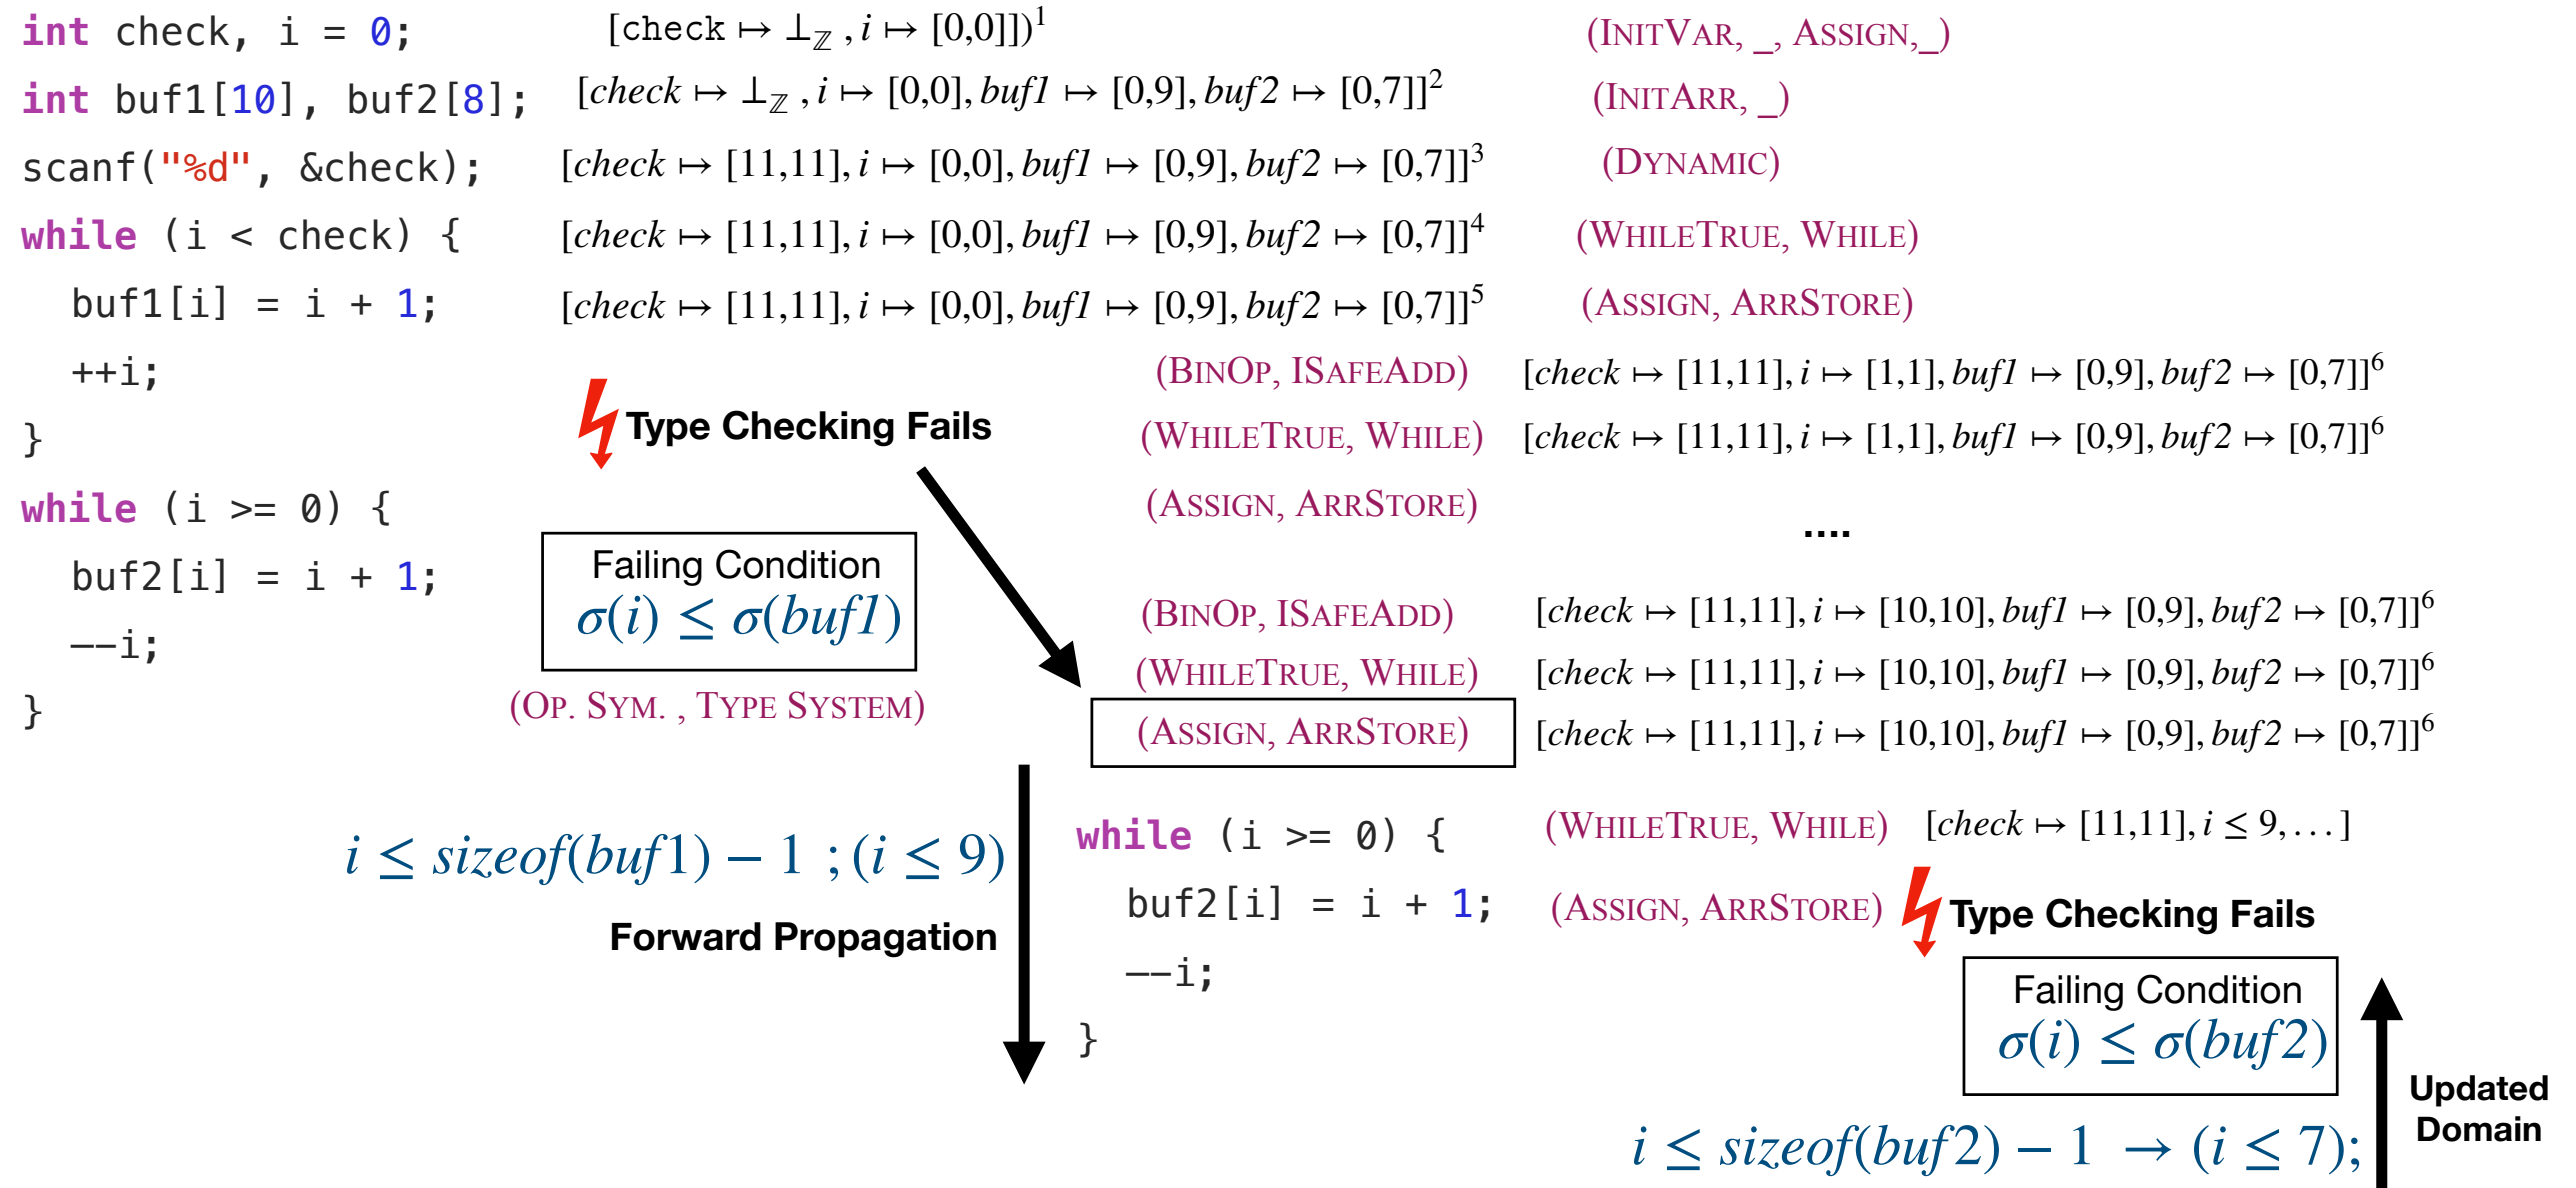 int check, i = 0; [check ↦ ⊥ℤ , i ↦ [0,0]])¹ (INITVAR, _, ASSIGN,_)
int buf1[10], buf2[8]; [check ↦ ⊥ℤ , i ↦ [0,0], buf1 ↦ [0,9], buf2 ↦ [0,7]]² (INITARR, _)
scanf("%d", &check); [check ↦ [11,11], i ↦ [0,0], buf1 ↦ [0,9], buf2 ↦ [0,7]]³ (DYNAMIC)
while (i < check) { [check ↦ [11,11], i ↦ [0,0], buf1 ↦ [0,9], buf2 ↦ [0,7]]⁴ (WHILETRUE, WHILE)
buf1[i] = i + 1; [check ↦ [11,11], i ↦ [0,0], buf1 ↦ [0,9], buf2 ↦ [0,7]]⁵ (ASSIGN, ARRSTORE)
++i; (BINOP, ISAFEADD) [check ↦ [11,11], i ↦ [1,1], buf1 ↦ [0,9], buf2 ↦ [0,7]]⁶
} Type Checking Fails (WHILETRUE, WHILE) [check ↦ [11,11], i ↦ [1,1], buf1 ↦ [0,9], buf2 ↦ [0,7]]⁶
while (i >= 0) { (ASSIGN, ARRSTORE)
....
buf2[i] = i + 1; Failing Condition
σ(i) ≤ σ(buf1) (BINOP, ISAFEADD) [check ↦ [11,11], i ↦ [10,10], buf1 ↦ [0,9], buf2 ↦ [0,7]]⁶
−−i; (WHILETRUE, WHILE) [check ↦ [11,11], i ↦ [10,10], buf1 ↦ [0,9], buf2 ↦ [0,7]]⁶
} (OP. SYM. , TYPE SYSTEM) (ASSIGN, ARRSTORE) [check ↦ [11,11], i ↦ [10,10], buf1 ↦ [0,9], buf2 ↦ [0,7]]⁶
i ≤ sizeof(buf1) − 1 ; (i ≤ 9)
Forward Propagation
while (i >= 0) { (WHILETRUE, WHILE) [check ↦ [11,11], i ≤ 9, . . . ]
buf2[i] = i + 1; (ASSIGN, ARRSTORE) Type Checking Fails
−−i;
}
Failing Condition
σ(i) ≤ σ(buf2)
Updated
Domain
i ≤ sizeof(buf2) − 1 → (i ≤ 7);